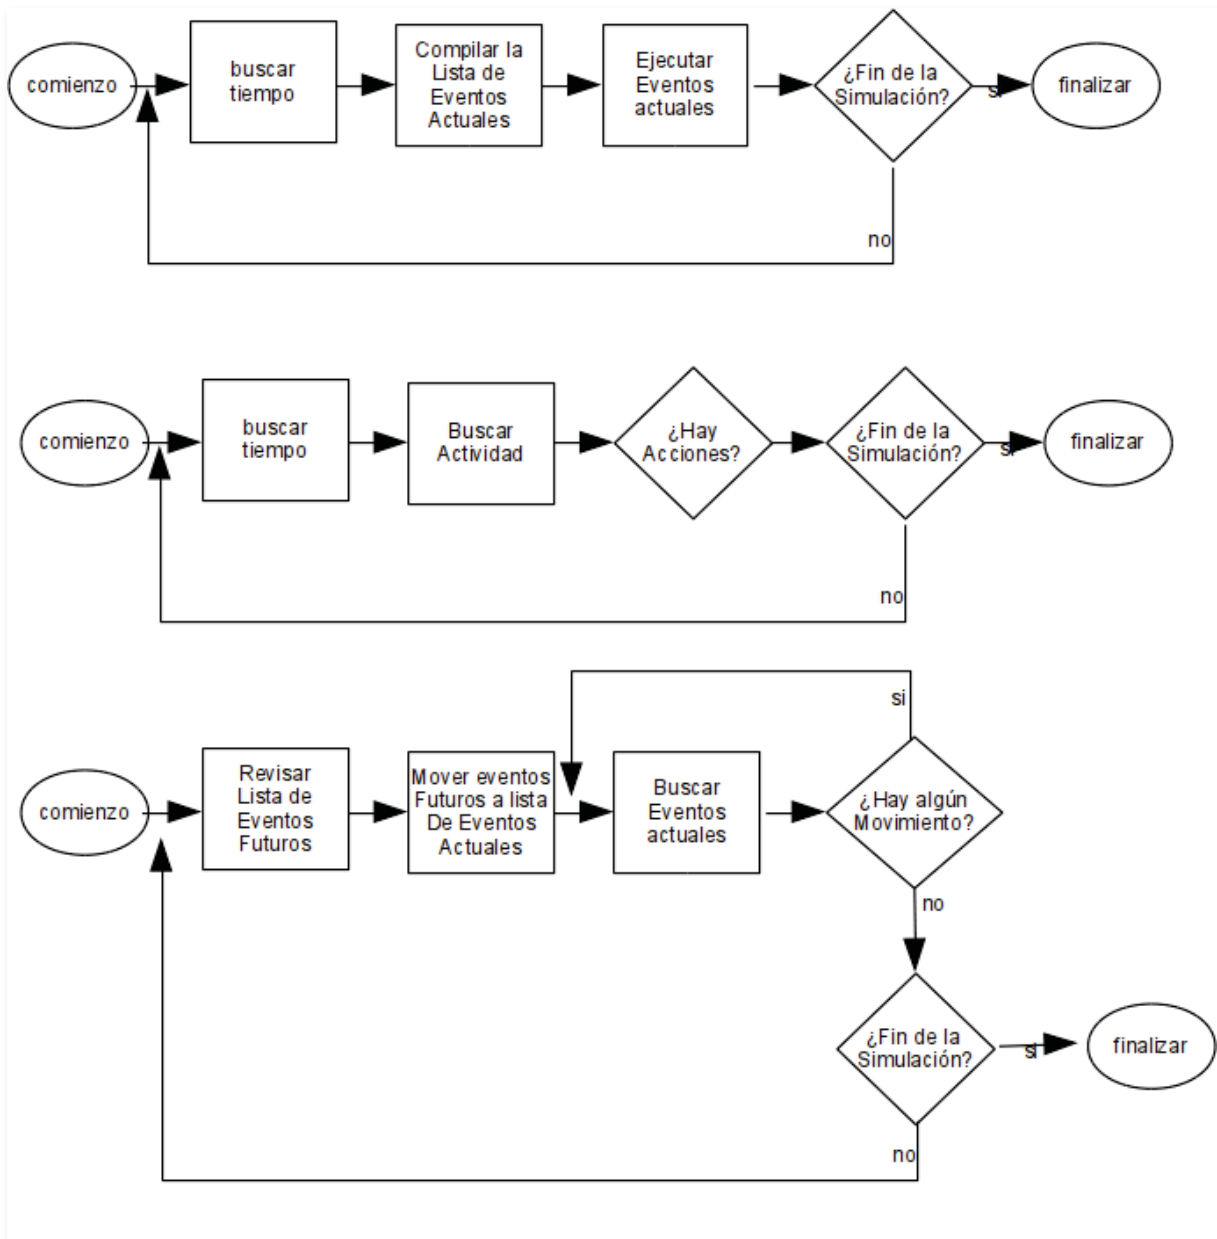 comienzo
buscar
tiempo
Compilar la
Lista de
Eventos
Actuales
Ejecutar
Eventos
actuales
¿Fin de la
Simulación?
si
finalizar
no
comienzo
buscar
tiempo
Buscar
Actividad
¿Hay
Acciones?
¿Fin de la
Simulación?
si
finalizar
no
comienzo
Revisar
Lista de
Eventos
Futuros
Mover eventos
Futuros a lista
De Eventos
Actuales
Buscar
Eventos
actuales
si
¿Hay algún
Movimiento?
no
¿Fin de la
Simulación?
si
finalizar
no